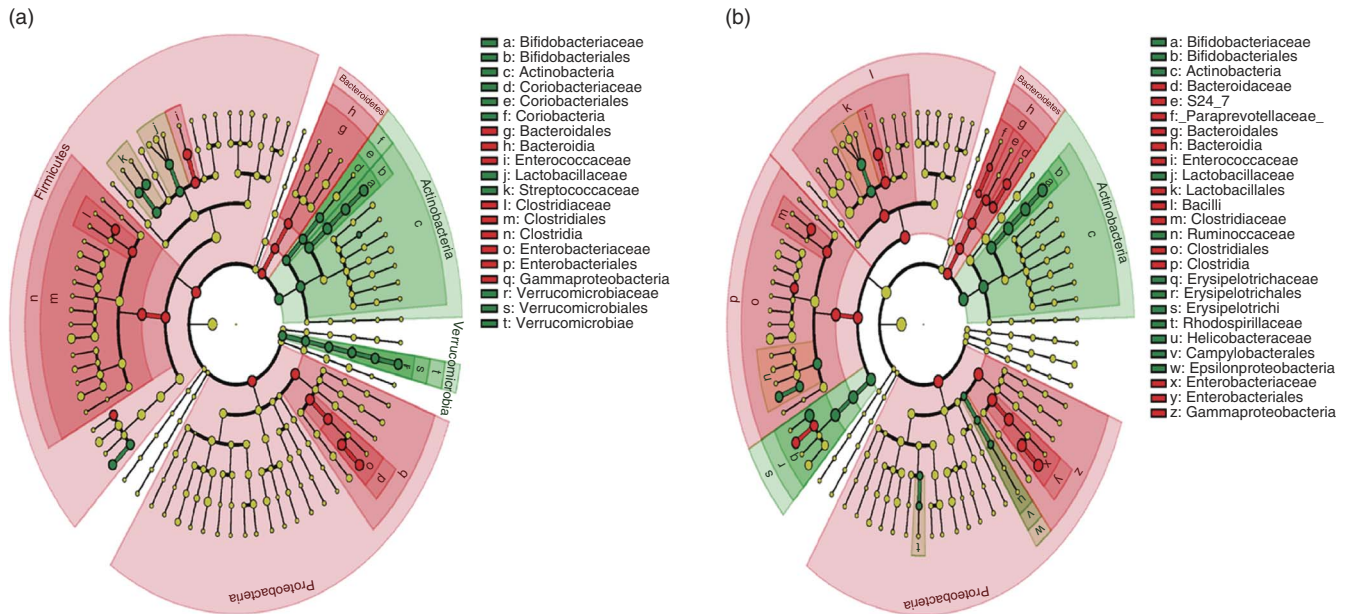 (a)
a: Bifidobacteriaceae
b: Bifidobacteriales
c: Actinobacteria
d: Coriobacteriaceae
e: Coriobacteriales
f: Coriobacteria
g: Bacteroidales
h: Bacteroidia
i: Enterococcaceae
j: Lactobacillaceae
k: Streptococcaceae
l: Clostridiaceae
m: Clostridiales
n: Clostridia
o: Enterobacteriaceae
p: Enterobacteriales
q: Gammaproteobacteria
r: Verrucomicrobiaceae
s: Verrucomicrobiales
t: Verrucomicrobiae
Firmicutes
Bacteroidetes
Actinobacteria
Verrucomicrobia
Proteobacteria
h
g
f
e
d
b
a
c
i
j
k
l
n
m
r
s
t
o
p
q
(b)
a: Bifidobacteriaceae
b: Bifidobacteriales
c: Actinobacteria
d: Bacteroidaceae
e: S24_7
f:_Paraprevotellaceae_
g: Bacteroidales
h: Bacteroidia
i: Enterococcaceae
j: Lactobacillaceae
k: Lactobacillales
l: Bacilli
m: Clostridiaceae
n: Ruminoccaceae
o: Clostridiales
p: Clostridia
q: Erysipelotrichaceae
r: Erysipelotrichales
s: Erysipelotrichi
t: Rhodospirillaceae
u: Helicobacteraceae
v: Campylobacterales
w: Epsilonproteobacteria
x: Enterobacteriaceae
y: Enterobacteriales
z: Gammaproteobacteria
Bacteroidetes
Actinobacteria
Proteobacteria
l
k
j
i
h
g
f
e
d
b
a
c
m
p
o
n
s
r
q
t
u
v
w
x
y
z